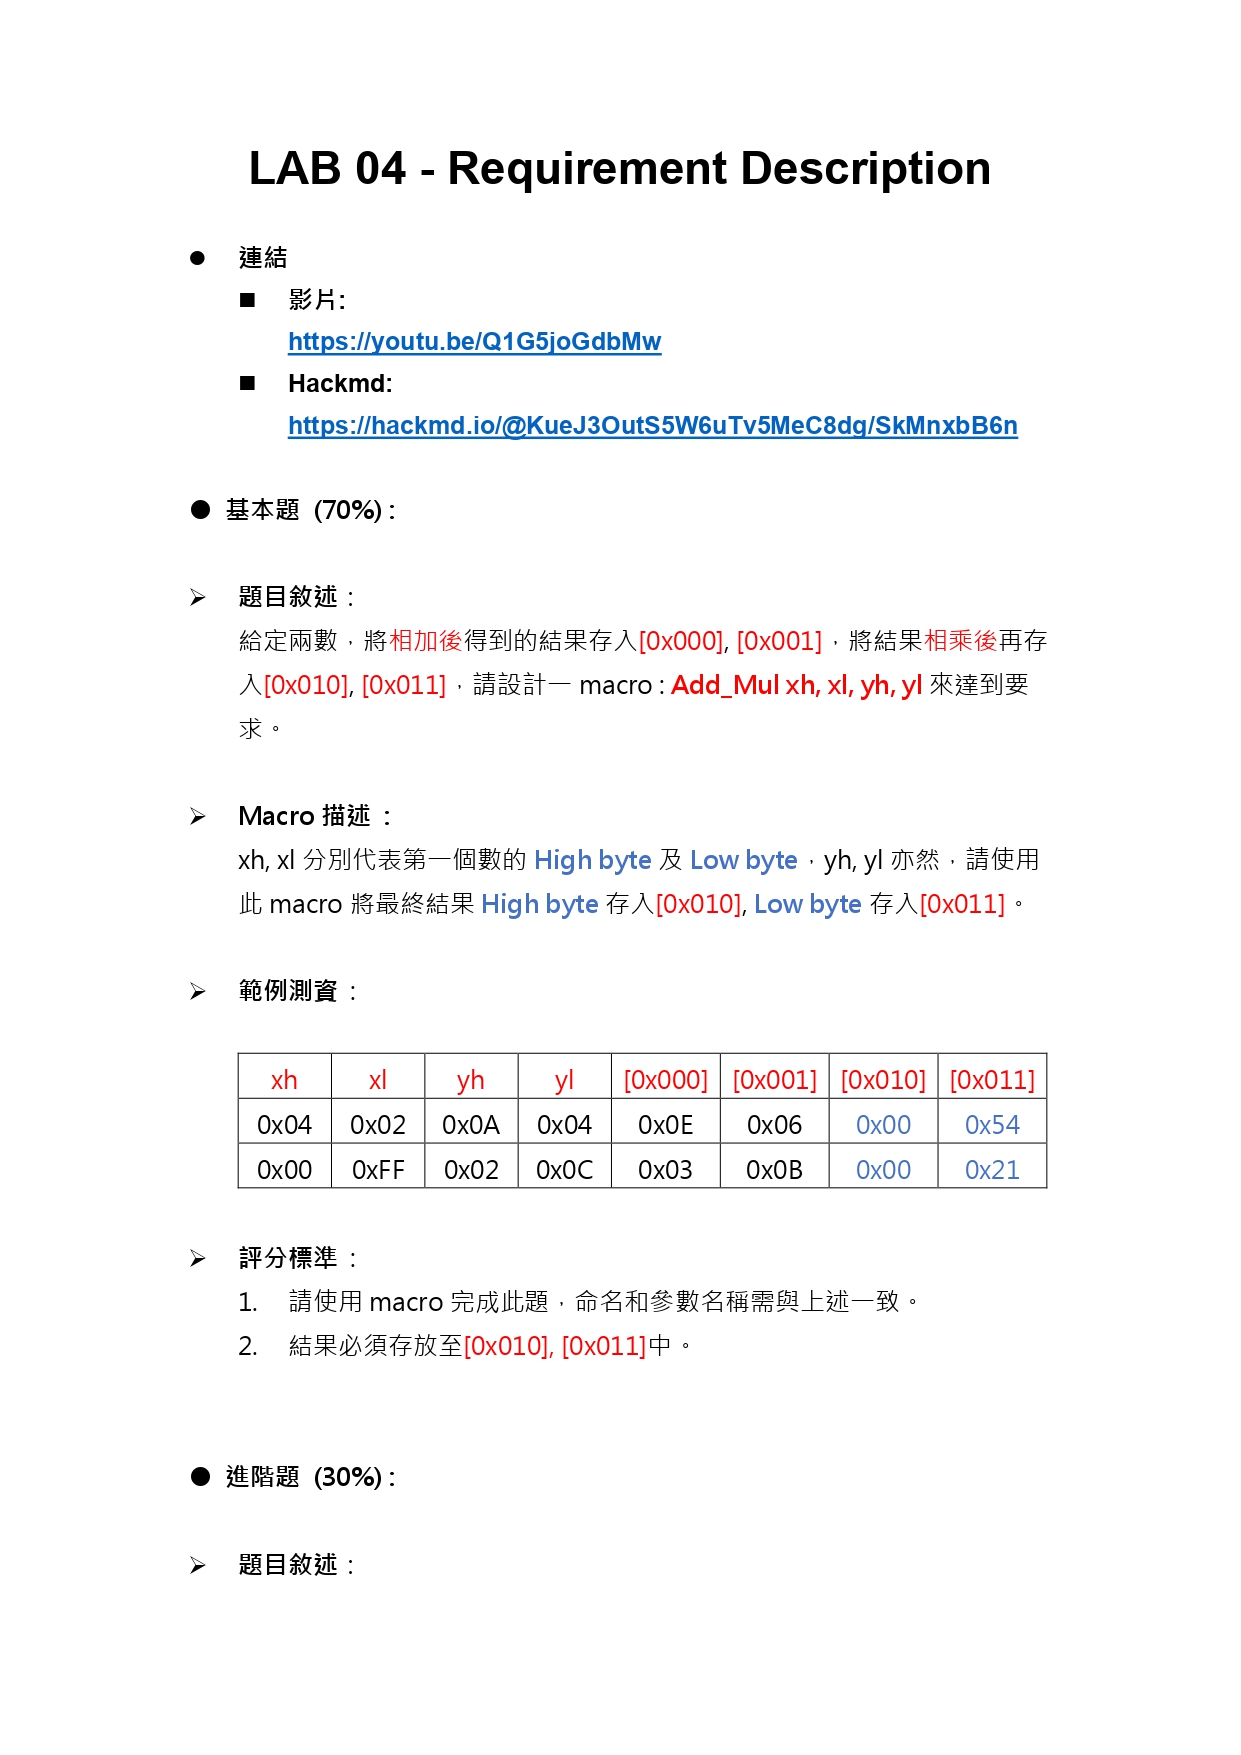 LAB 04 - Requirement Description
● 連結
■ 影片:
https://youtu.be/Q1G5joGdbMw
■ Hackmd:
https://hackmd.io/@KueJ3OutS5W6uTv5MeC8dg/SkMnxbB6n
● 基本題 (70%) :
➢ 題目敘述 :
給定兩數，將相加後得到的結果存入[0x000], [0x001]，將結果相乘後再存
入[0x010], [0x011]，請設計一 macro : Add_Mul xh, xl, yh, yl 來達到要
求。
➢ Macro 描述 :
xh, xl 分別代表第一個數的 High byte 及 Low byte，yh, yl 亦然，請使用
此 macro 將最終結果 High byte 存入[0x010], Low byte 存入[0x011]。
➢ 範例測資 :
xh xl yh yl [0x000] [0x001] [0x010] [0x011]
0x04 0x02 0x0A 0x04 0x0E 0x06 0x00 0x54
0x00 0xFF 0x02 0x0C 0x03 0x0B 0x00 0x21
➢ 評分標準 :
1. 請使用 macro 完成此題，命名和參數名稱需與上述一致。
2. 結果必須存放至[0x010], [0x011]中。
● 進階題 (30%) :
➢ 題目敘述 :